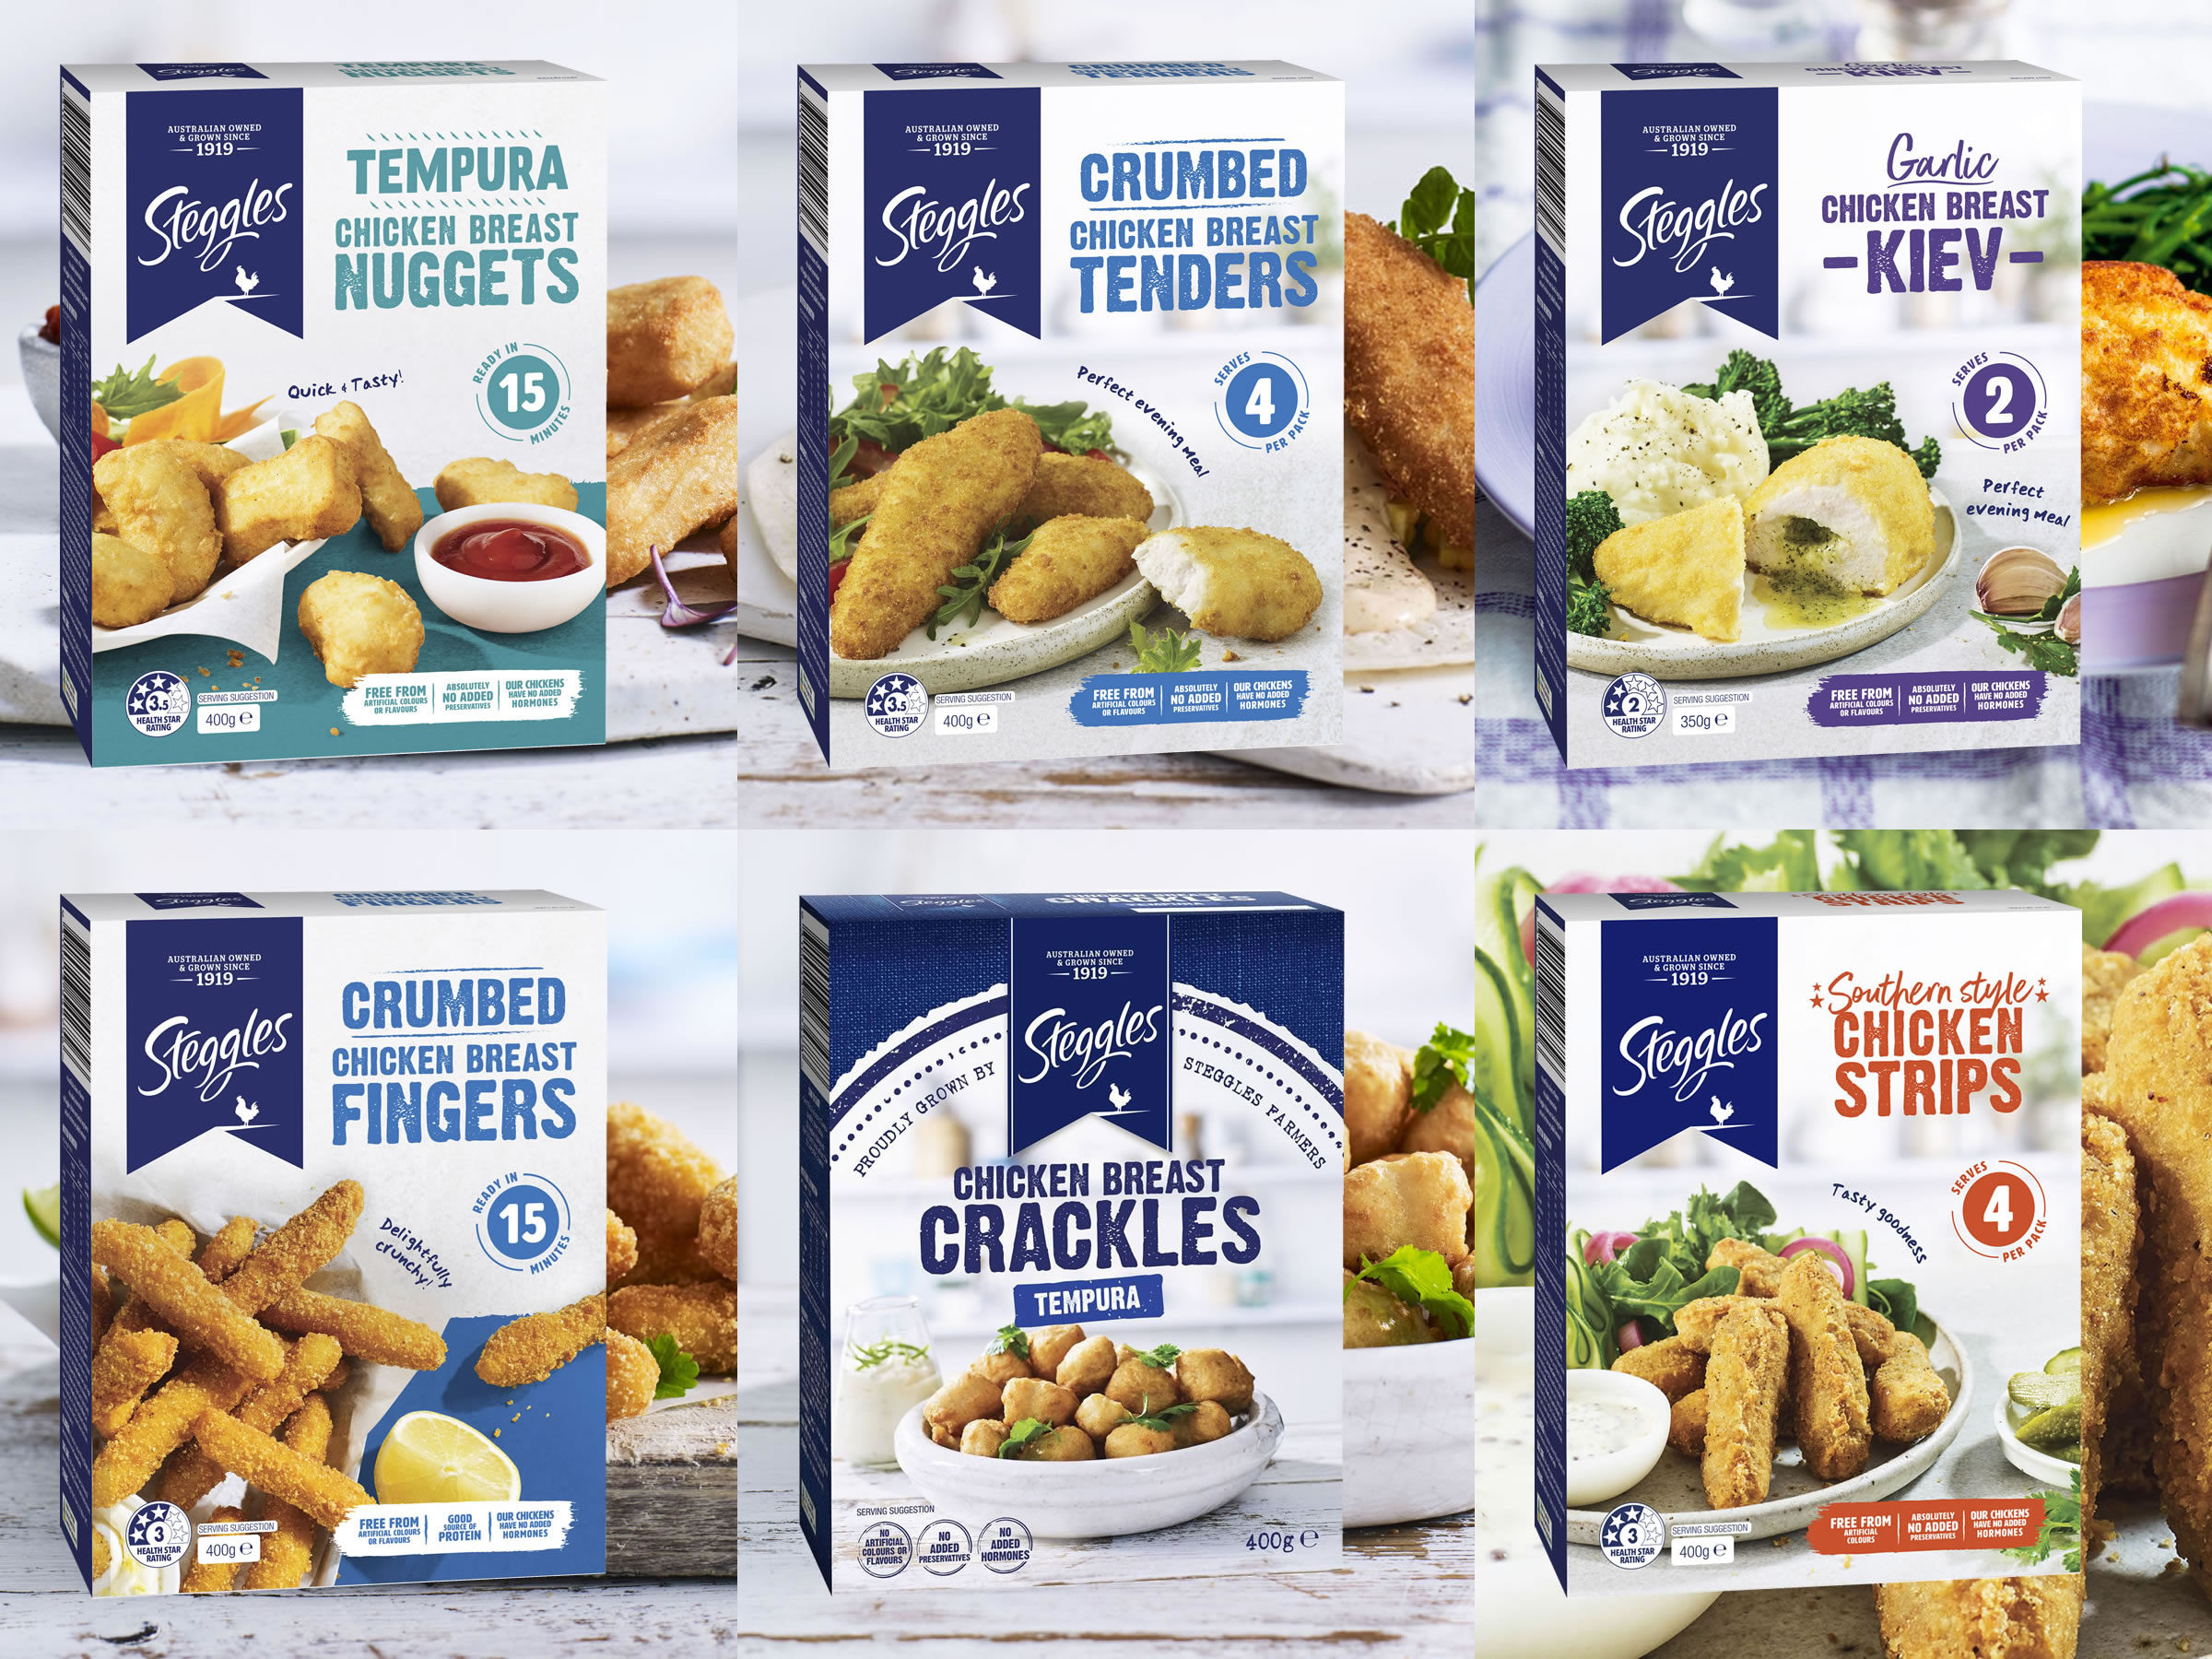 TEMPURA
NUGGETS
AUSTRALIAN OWNED
& GROWN SINCE
1919
Steggles
TEMPURA
CHICKEN BREAST
NUGGETS
Quick & Tasty!
READY IN
15
MINUTES
3.5
HEALTH STAR
RATING
SERVING SUGGESTION
400g e
FREE FROM
ARTIFICIAL COLOURS
OR FLAVOURS
ABSOLUTELY
NO ADDED
PRESERVATIVES
OUR CHICKENS
HAVE NO ADDED
HORMONES
CRUMBED
TENDERS
AUSTRALIAN OWNED
& GROWN SINCE
1919
Steggles
CRUMBED
CHICKEN BREAST
TENDERS
Perfect evening meal
SERVES
4
PER PACK
3.5
HEALTH STAR
RATING
SERVING SUGGESTION
400g e
FREE FROM
ARTIFICIAL COLOURS
OR FLAVOURS
ABSOLUTELY
NO ADDED
PRESERVATIVES
OUR CHICKENS
HAVE NO ADDED
HORMONES
KIEV
AUSTRALIAN OWNED
& GROWN SINCE
1919
Steggles
Garlic
CHICKEN BREAST
-KIEV-
SERVES
2
PER PACK
Perfect
evening meal
2
HEALTH STAR
RATING
SERVING SUGGESTION
350g e
FREE FROM
ARTIFICIAL COLOURS
OR FLAVOURS
ABSOLUTELY
NO ADDED
PRESERVATIVES
OUR CHICKENS
HAVE NO ADDED
HORMONES
CRUMBED
FINGERS
AUSTRALIAN OWNED
& GROWN SINCE
1919
Steggles
CRUMBED
CHICKEN BREAST
FINGERS
Delightfully
crunchy!
READY IN
15
MINUTES
3
HEALTH STAR
RATING
SERVING SUGGESTION
400g e
FREE FROM
ARTIFICIAL COLOURS
OR FLAVOURS
GOOD
SOURCE OF
PROTEIN
OUR CHICKENS
HAVE NO ADDED
HORMONES
CRACKLES
AUSTRALIAN OWNED
& GROWN SINCE
1919
Steggles
PROUDLY GROWN BY
STEGGLES FARMERS
CHICKEN BREAST
CRACKLES
TEMPURA
SERVING SUGGESTION
NO
ARTIFICIAL
COLOURS OR
FLAVOURS
NO
ADDED
PRESERVATIVES
NO
ADDED
HORMONES
400g e
STRIPS
AUSTRALIAN OWNED
& GROWN SINCE
1919
Steggles
Southern style
CHICKEN
STRIPS
Tasty goodness
SERVES
4
PER PACK
3
HEALTH STAR
RATING
SERVING SUGGESTION
400g e
FREE FROM
ARTIFICIAL
COLOURS
ABSOLUTELY
NO ADDED
PRESERVATIVES
OUR CHICKENS
HAVE NO ADDED
HORMONES